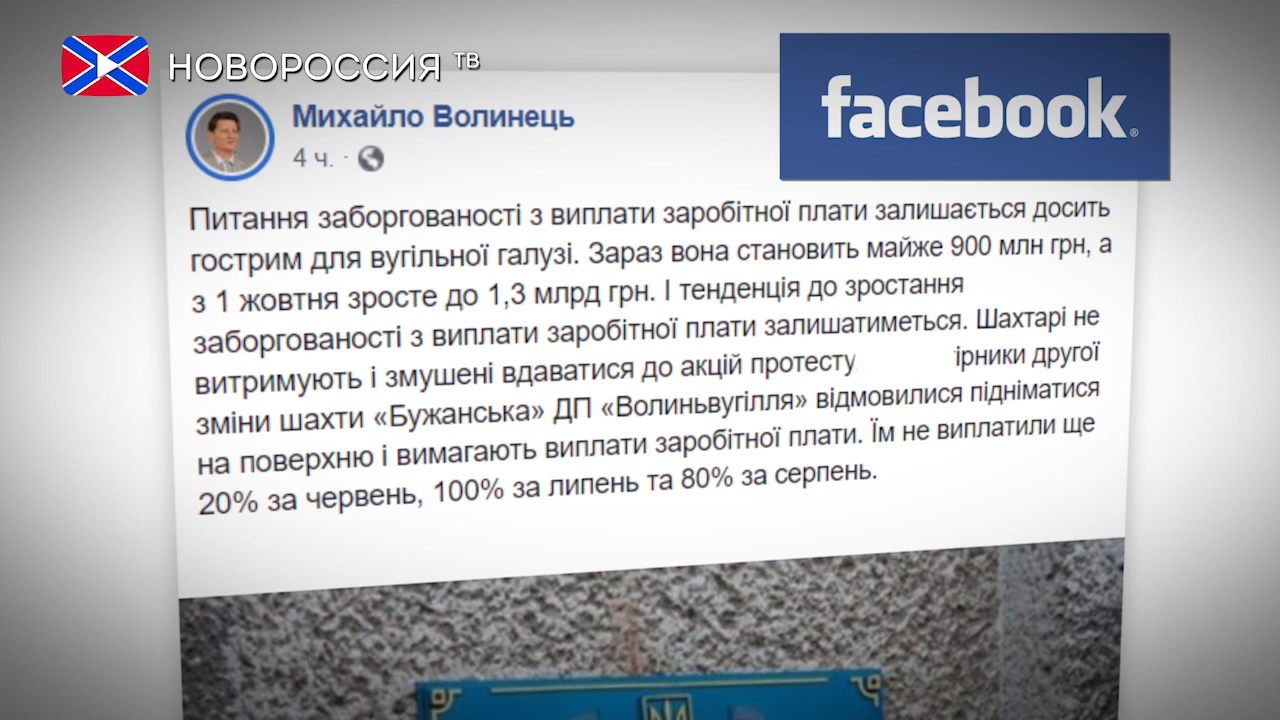 НОВОРОССИЯ ТВ
facebook®
Михайло Волинець
4 ч. ·
Питання заборгованості з виплати заробітної плати залишається досить
гострим для вугільної галузі. Зараз вона становить майже 900 млн грн, а
з 1 жовтня зросте до 1,3 млрд грн. І тенденція до зростання
заборгованості з виплати заробітної плати залишатиметься. Шахтарі не
витримують і змушені вдаватися до акцій протесту ірники другої
зміни шахти «Бужанська» ДП «Волиньвугілля» відмовилися підніматися
на поверхню і вимагають виплати заробітної плати. Їм не виплатили ще
20% за червень, 100% за липень та 80% за серпень.